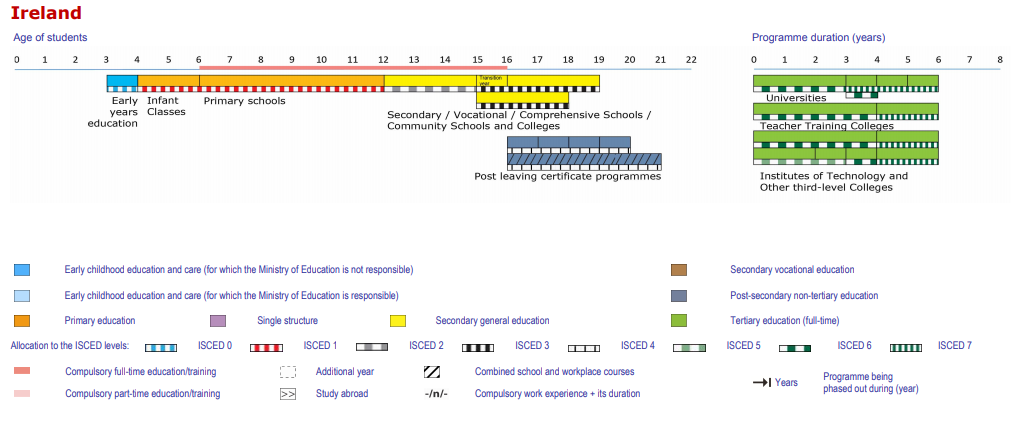 Ireland
Age of students
Programme duration (years)
0 1 2 3 4 5 6 7 8 9 10 11 12 13 14 15 16 17 18 19 20 21 22
0 1 2 3 4 5 6 7 8
Transition
year
Early
years
education
Infant
Classes
Primary schools
Secondary / Vocational / Comprehensive Schools /
Community Schools and Colleges
Post leaving certificate programmes
Universities
Teacher Training Colleges
Institutes of Technology and
Other third-level Colleges
Early childhood education and care (for which the Ministry of Education is not responsible)
Secondary vocational education
Early childhood education and care (for which the Ministry of Education is responsible)
Post-secondary non-tertiary education
Primary education
Single structure
Secondary general education
Tertiary education (full-time)
Allocation to the ISCED levels: ISCED 0 ISCED 1 ISCED 2 ISCED 3 ISCED 4 ISCED 5 ISCED 6 ISCED 7
Compulsory full-time education/training
Additional year
Combined school and workplace courses
Compulsory part-time education/training
>> Study abroad
-/n/- Compulsory work experience + its duration
Years
Programme being
phased out during (year)